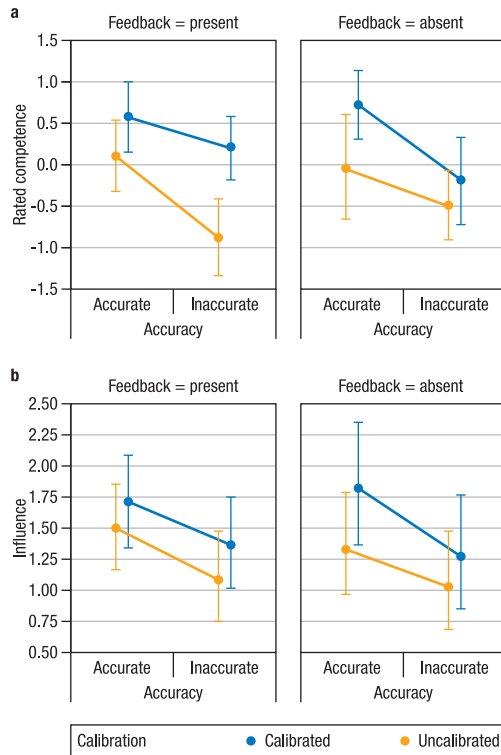 a
Feedback = present Feedback = absent
1.5
1.0
0.5
0.0
-0.5
-1.0
-1.5
Rated competence
Accurate Inaccurate Accurate Inaccurate
Accuracy Accuracy
b
Feedback = present Feedback = absent
2.50
2.25
2.00
1.75
1.50
1.25
1.00
0.75
0.50
Influence
Accurate Inaccurate Accurate Inaccurate
Accuracy Accuracy
Calibration Calibrated Uncalibrated